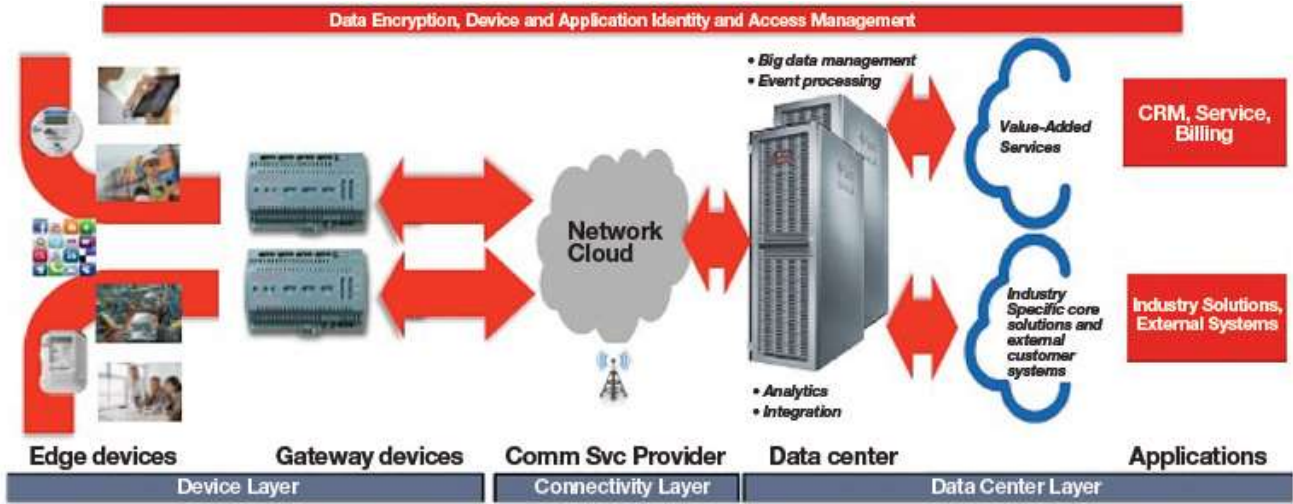 Data Encryption, Device and Application Identity and Access Management
• Big data management
• Event processing
Value-Added
Services
CRM, Service,
Billing
Network
Cloud
Industry
Specific core
solutions and
external
customer
systems
Industry Solutions,
External Systems
• Analytics
• Integration
Edge devices
Gateway devices
Comm Svc Provider
Data center
Applications
Device Layer
Connectivity Layer
Data Center Layer